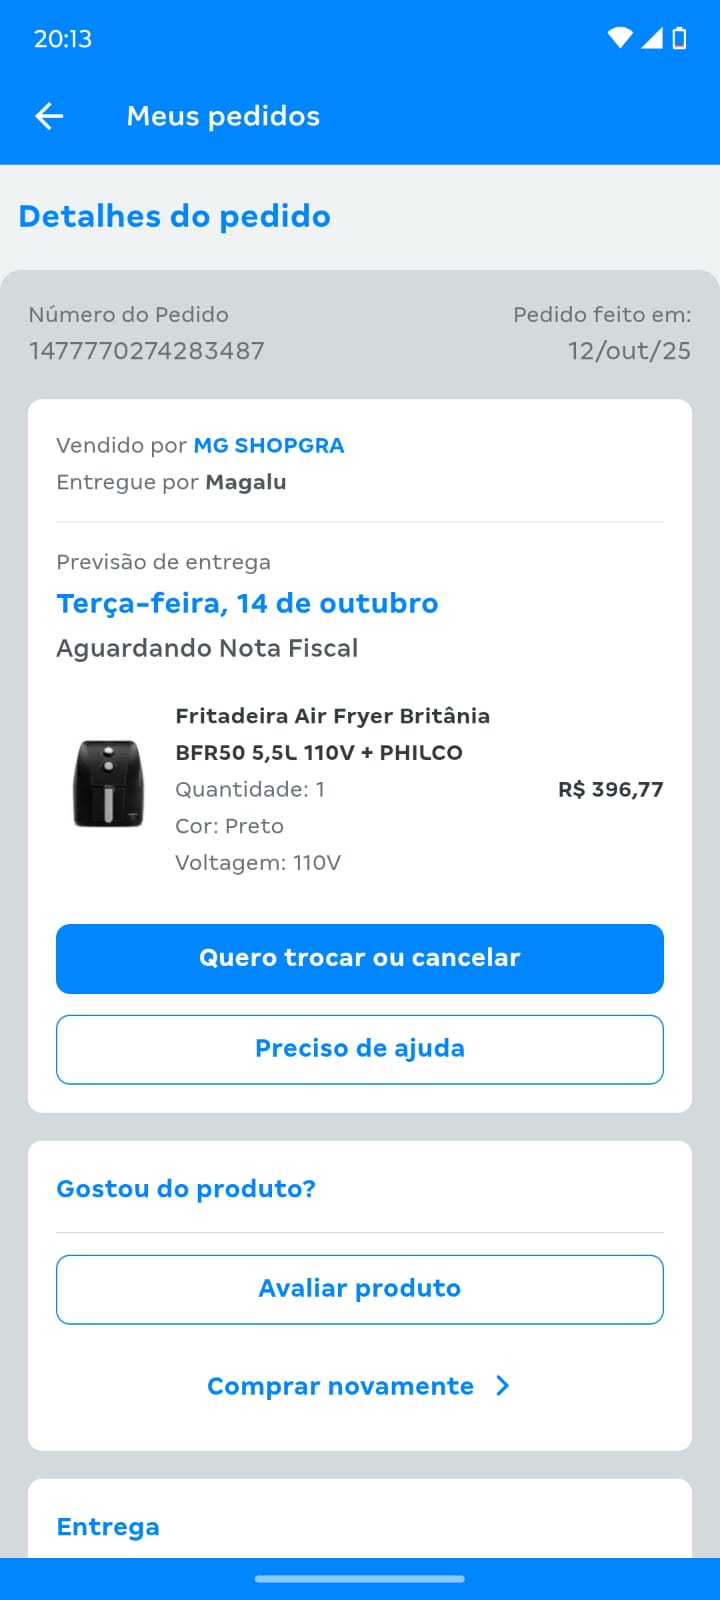 20:13
Meus pedidos
Detalhes do pedido
Número do Pedido
Pedido feito em:
1477770274283487
12/out/25
Vendido por MG SHOPGRA
Entregue por Magalu
Previsão de entrega
Terça-feira, 14 de outubro
Aguardando Nota Fiscal
Fritadeira Air Fryer Britânia
BFR50 5,5L 110V + PHILCO
Quantidade: 1
R$ 396,77
Cor: Preto
Voltagem: 110V
Quero trocar ou cancelar
Preciso de ajuda
Gostou do produto?
Avaliar produto
Comprar novamente
Entrega